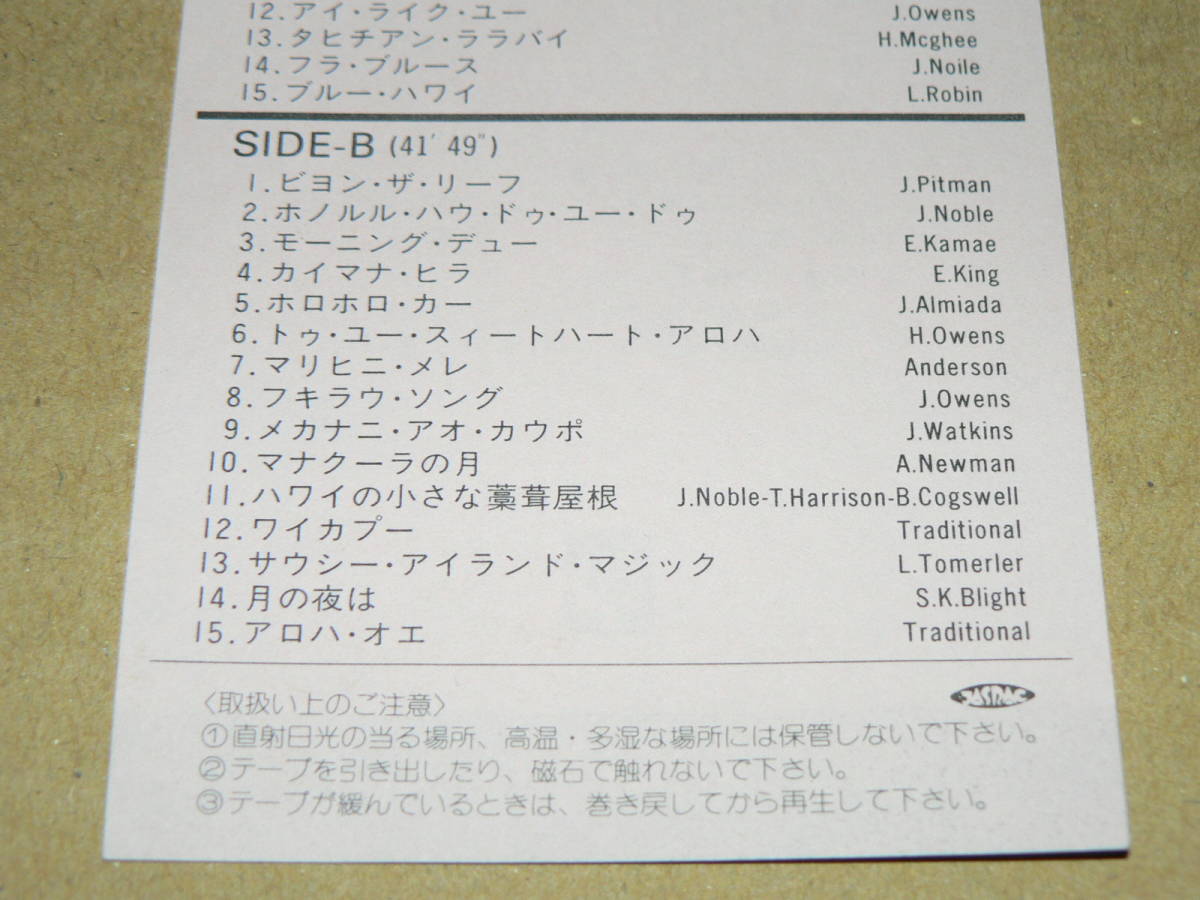 12.アイ・ライク・ユー J.Owens
13.タヒチアン・ララバイ H.Mcghee
14.フラ・ブルース J.Noile
15.ブルー・ハワイ L.Robin
SIDE-B (41′ 49″)
1.ビヨン・ザ・リーフ J.Pitman
2.ホノルル・ハウ・ドゥ・ユー・ドゥ J.Noble
3.モーニング・デュー E.Kamae
4.カイマナ・ヒラ E.King
5.ホロホロ・カー J.Almiada
6.トゥ・ユー・スィートハート・アロハ H.Owens
7.マリヒニ・メレ Anderson
8.フキラウ・ソング J.Owens
9.メカナニ・アオ・カウポ J.Watkins
10.マナクーラの月 A.Newman
11.ハワイの小さな藁葺屋根 J.Noble-T.Harrison-B.Cogswell
12.ワイカプー Traditional
13.サウシー・アイランド・マジック L.Tomerler
14.月の夜は S.K.Blight
15.アロハ・オエ Traditional
〈取扱い上のご注意〉 JASRAC
①直射日光の当る場所、高温・多湿な場所には保管しないで下さい。
②テープを引き出したり、磁石で触れないで下さい。
③テープが緩んでいるときは、巻き戻してから再生して下さい。